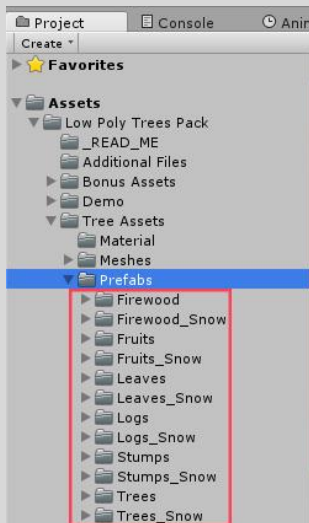 Project Console Ani
Create
Favorites
Assets
Low Poly Trees Pack
_READ_ME
Additional Files
Bonus Assets
Demo
Tree Assets
Material
Meshes
Prefabs
Firewood
Firewood_Snow
Fruits
Fruits_Snow
Leaves
Leaves_Snow
Logs
Logs_Snow
Stumps
Stumps_Snow
Trees
Trees_Snow